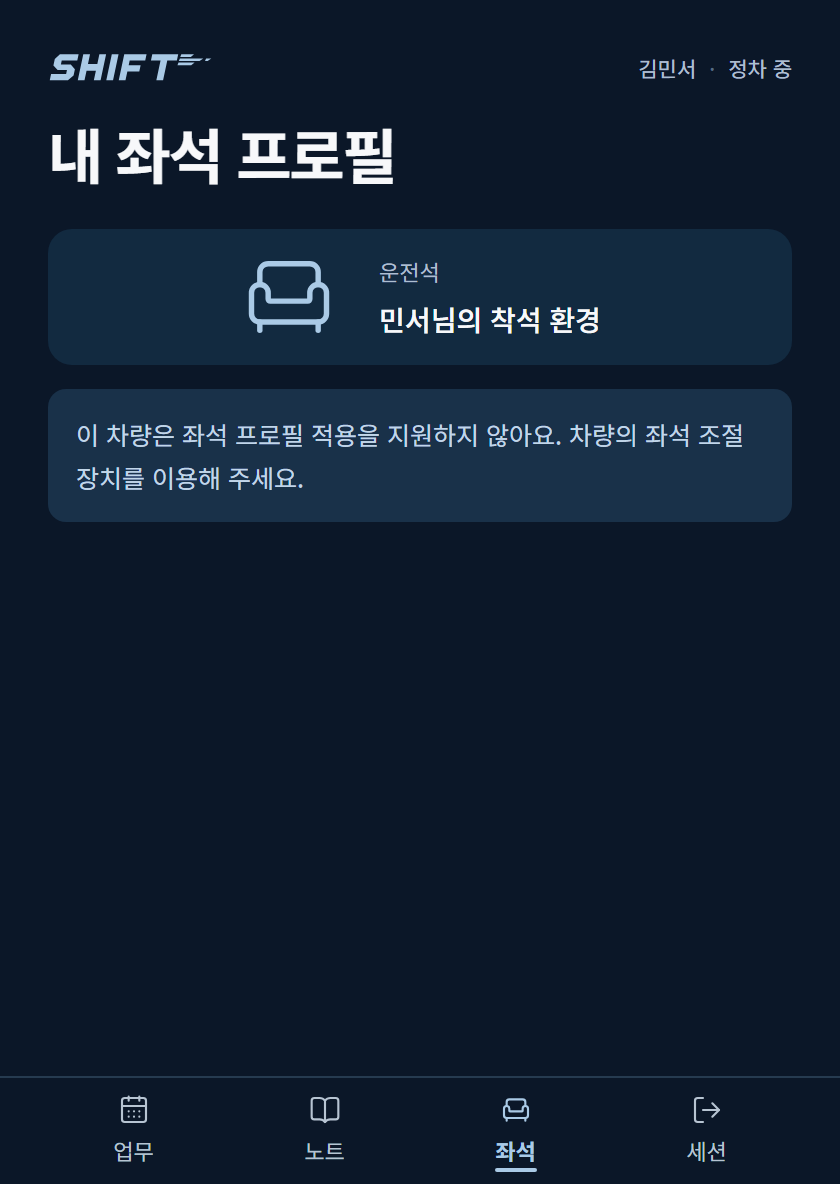 SHIFT
김민서 · 정차 중
내 좌석 프로필
운전석
민서님의 착석 환경
이 차량은 좌석 프로필 적용을 지원하지 않아요. 차량의 좌석 조절
장치를 이용해 주세요.
업무
노트
좌석
세션